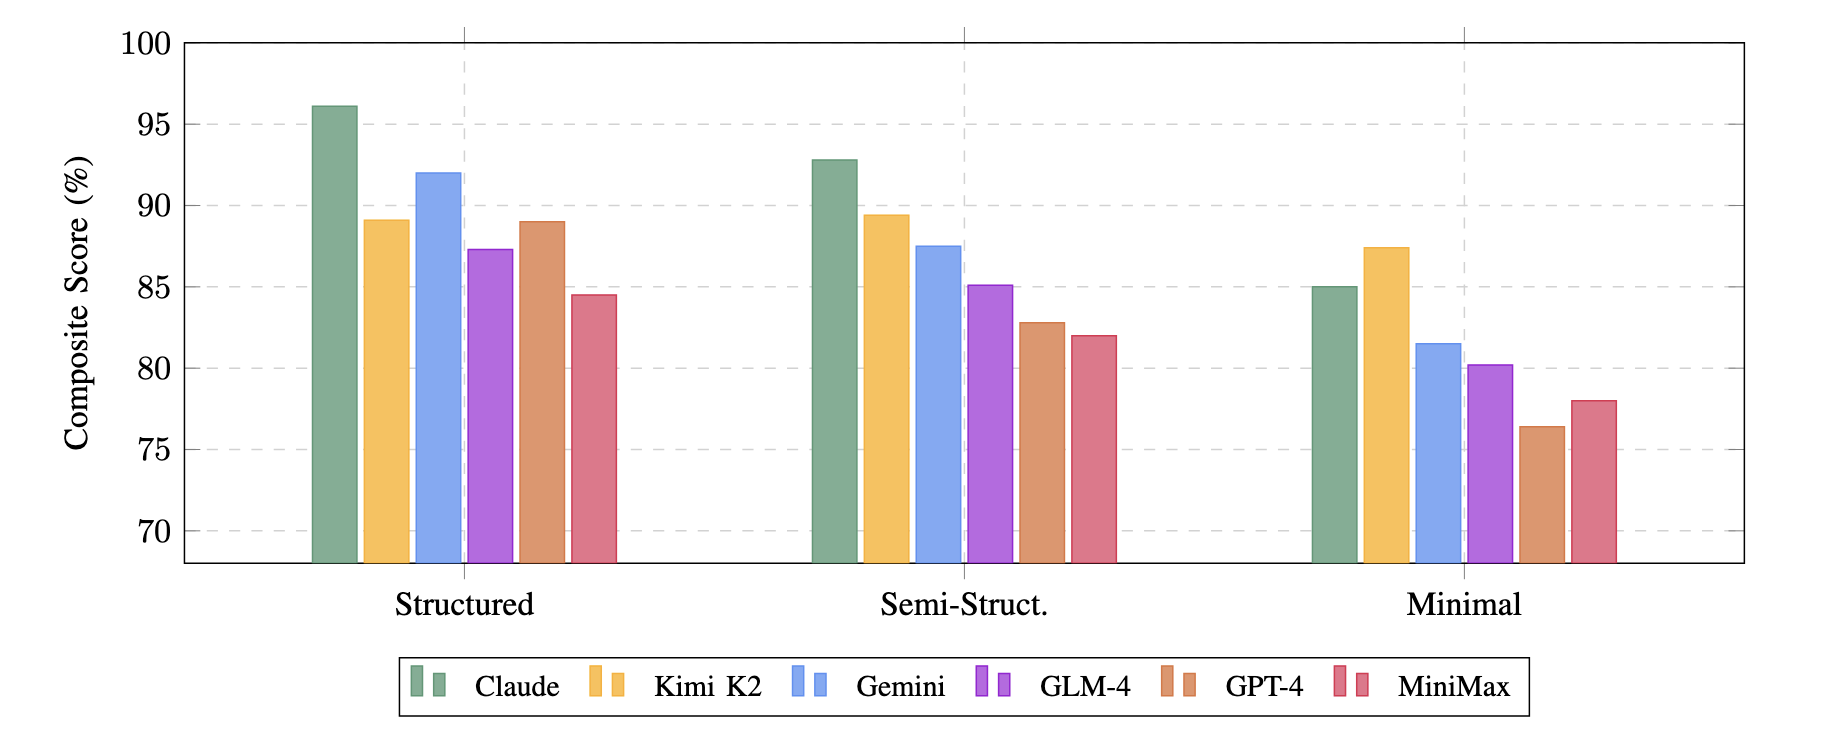 100
95
90
85
80
75
70
Composite Score (%)
Structured Semi-Struct. Minimal
Claude Kimi K2 Gemini GLM-4 GPT-4 MiniMax